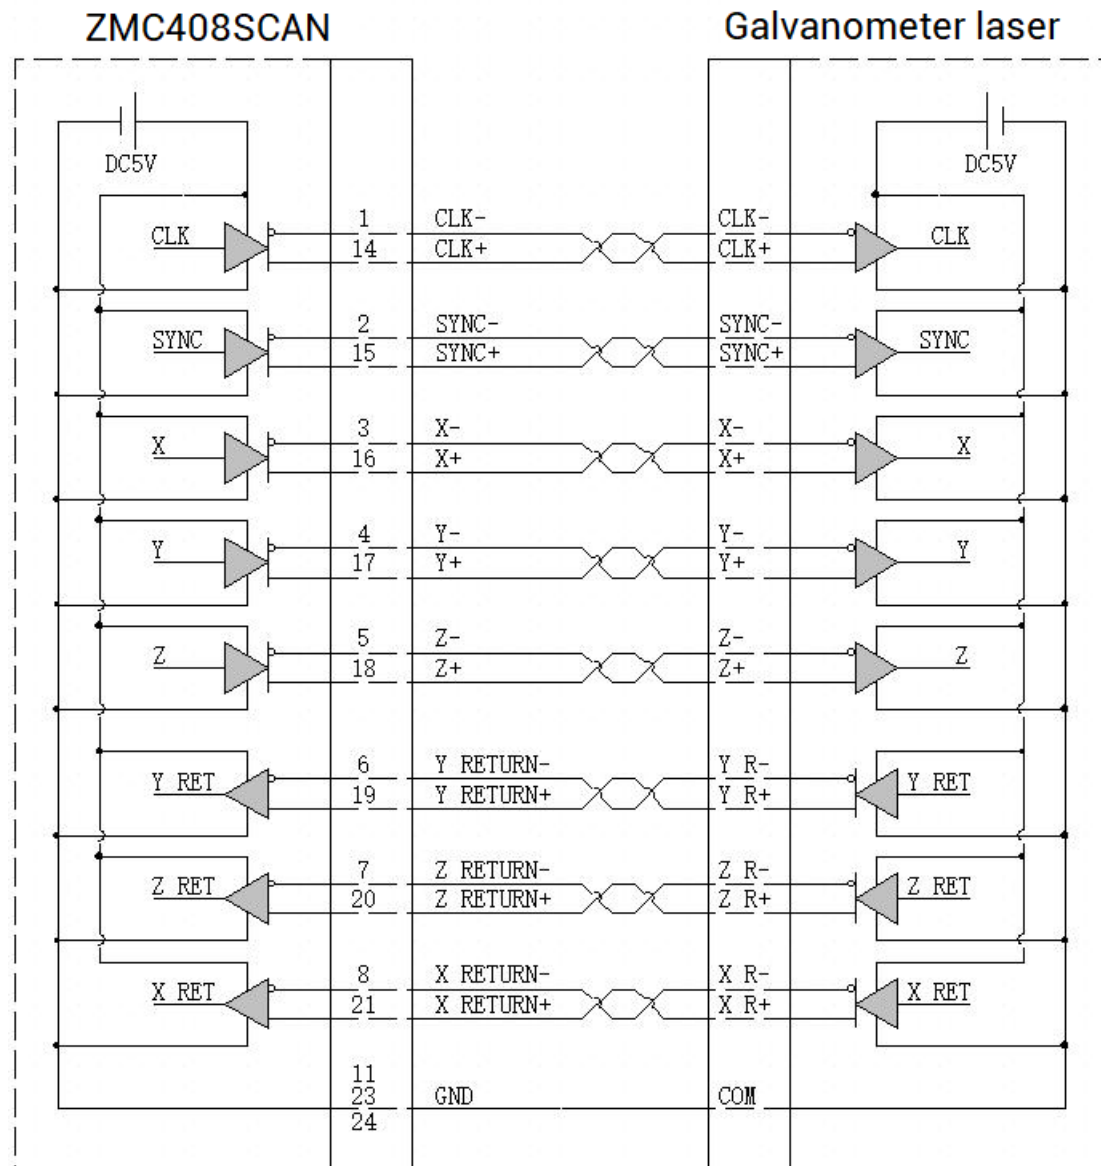 ZMC408SCAN Galvanometer laser
DC5V DC5V
1 CLK- CLK-
CLK 14 CLK+ CLK+ CLK
2 SYNC- SYNC-
SYNC 15 SYNC+ SYNC+ SYNC
3 X- X-
X 16 X+ X+ X
4 Y- Y-
Y 17 Y+ Y+ Y
5 Z- Z-
Z 18 Z+ Z+ Z
6 Y RETURN- Y R-
Y RET 19 Y RETURN+ Y R+ Y RET
7 Z RETURN- Z R-
Z RET 20 Z RETURN+ Z R+ Z RET
8 X RETURN- X R-
X RET 21 X RETURN+ X R+ X RET
11
23 GND COM
24